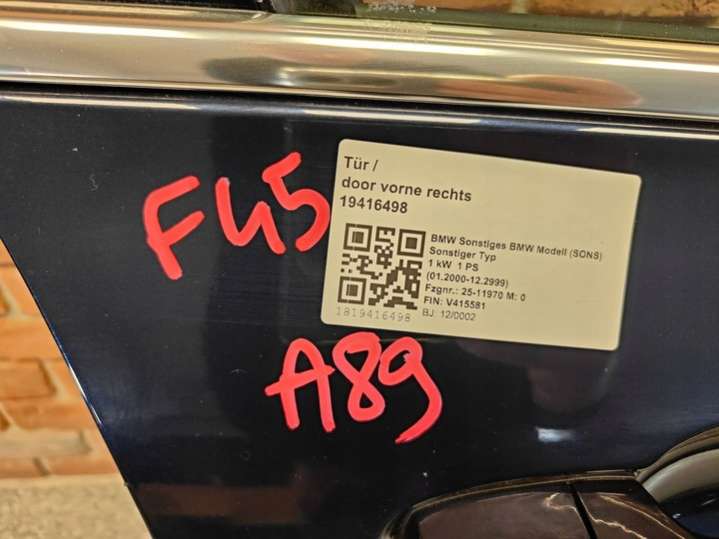 F45
Tür /
door vorne rechts
19416498
BMW Sonstiges BMW Modell (SONS)
Sonstiger Typ
1 kW 1 PS
(01.2000-12.2999)
Fzgnr.: 25-11970 M: 0
FIN: V415581
BJ: 12/0002
1819416498
A89